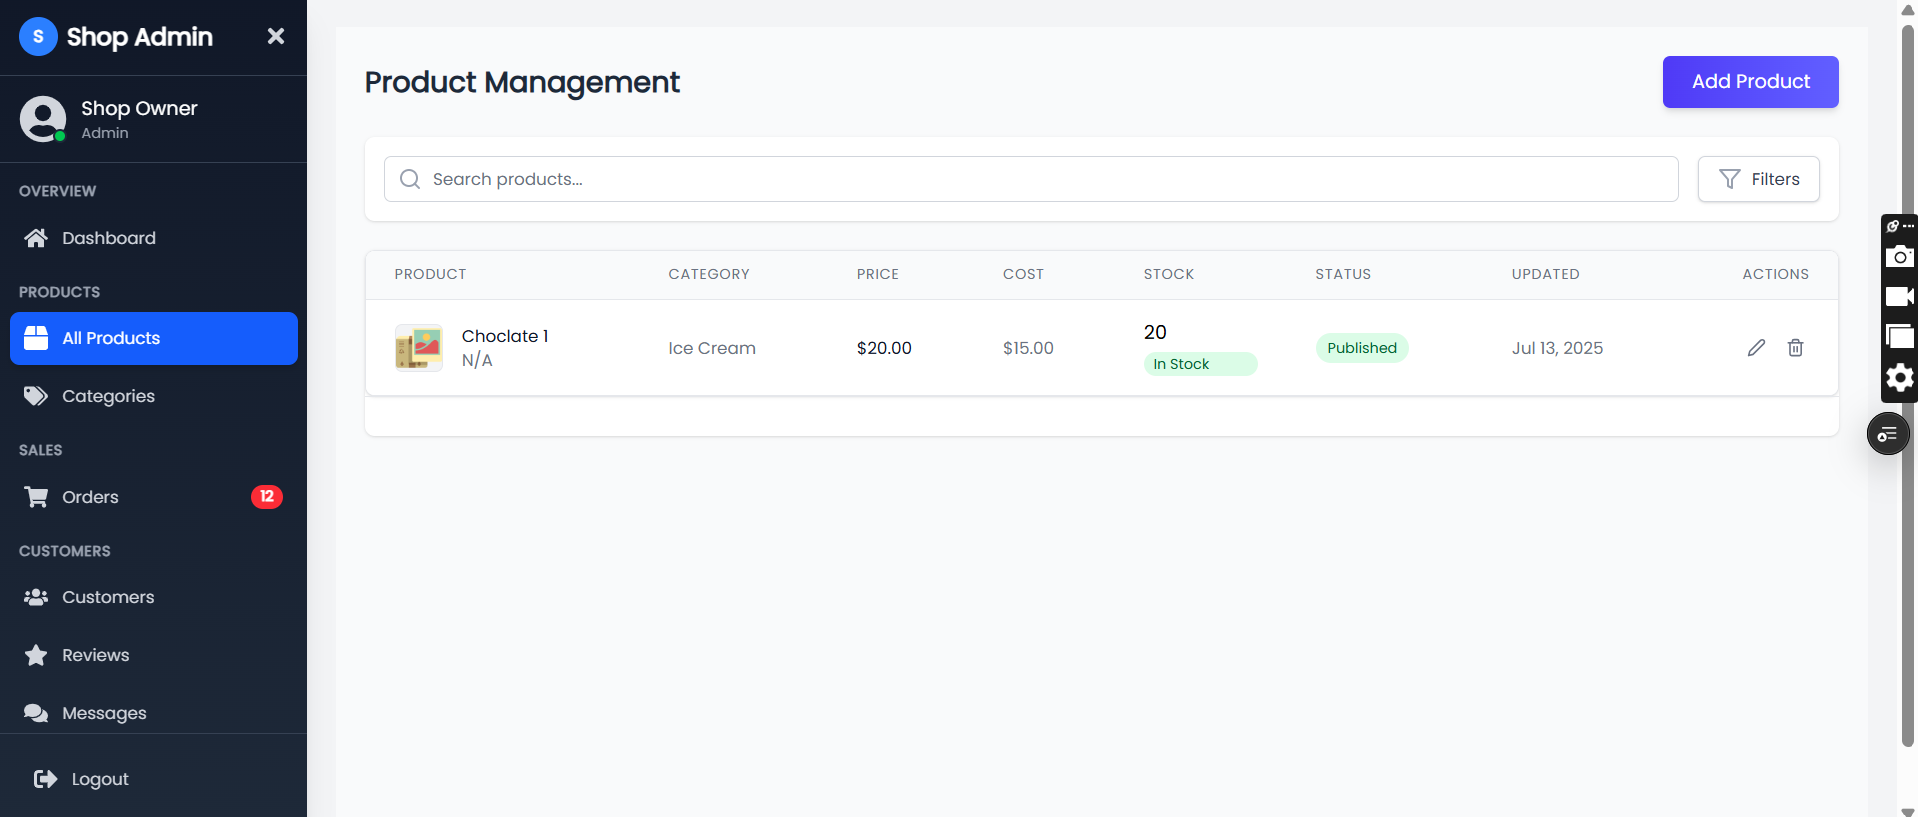 S Shop Admin
Shop Owner
Admin
OVERVIEW
Dashboard
PRODUCTS
All Products
Categories
SALES
Orders 12
CUSTOMERS
Customers
Reviews
Messages
Logout
Product Management
Add Product
Search products...
Filters
PRODUCT CATEGORY PRICE COST STOCK STATUS UPDATED ACTIONS
Choclate 1
N/A
Ice Cream
$20.00
$15.00
20
In Stock
Published
Jul 13, 2025